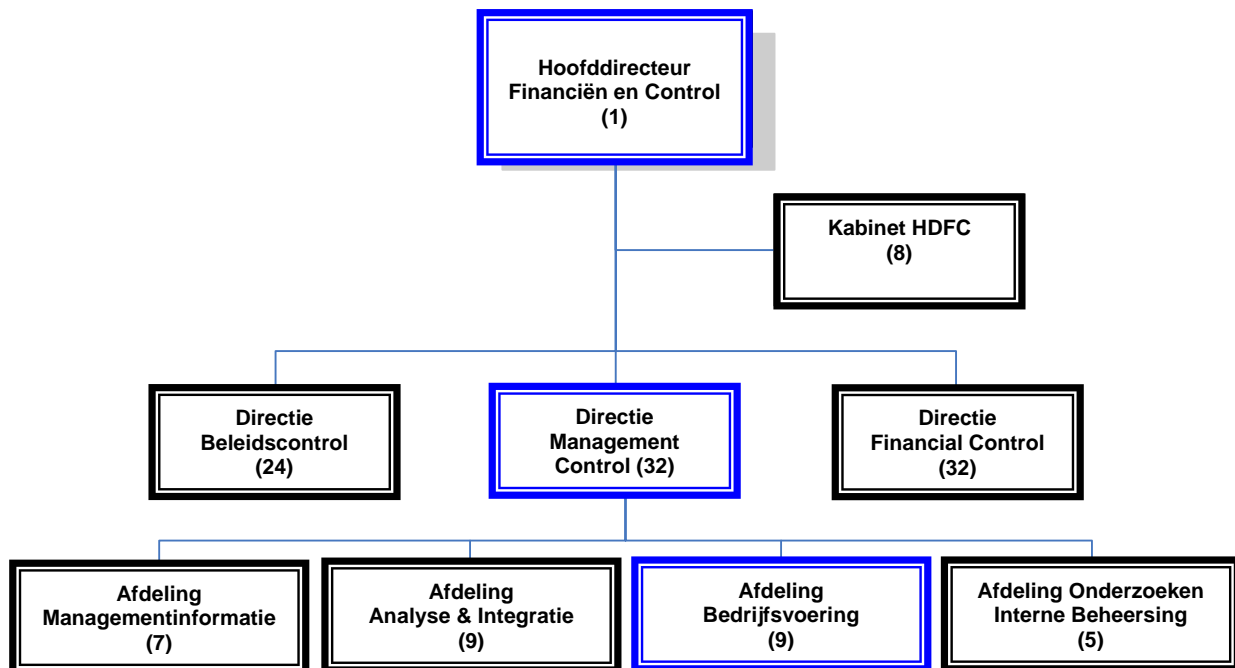 Hoofddirecteur
Financiën en Control
(1)
Kabinet HDFC
(8)
Directie
Beleidscontrol
(24)
Directie
Management
Control (32)
Directie
Financial Control
(32)
Afdeling
Managementinformatie
(7)
Afdeling
Analyse & Integratie
(9)
Afdeling
Bedrijfsvoering
(9)
Afdeling Onderzoeken
Interne Beheersing
(5)